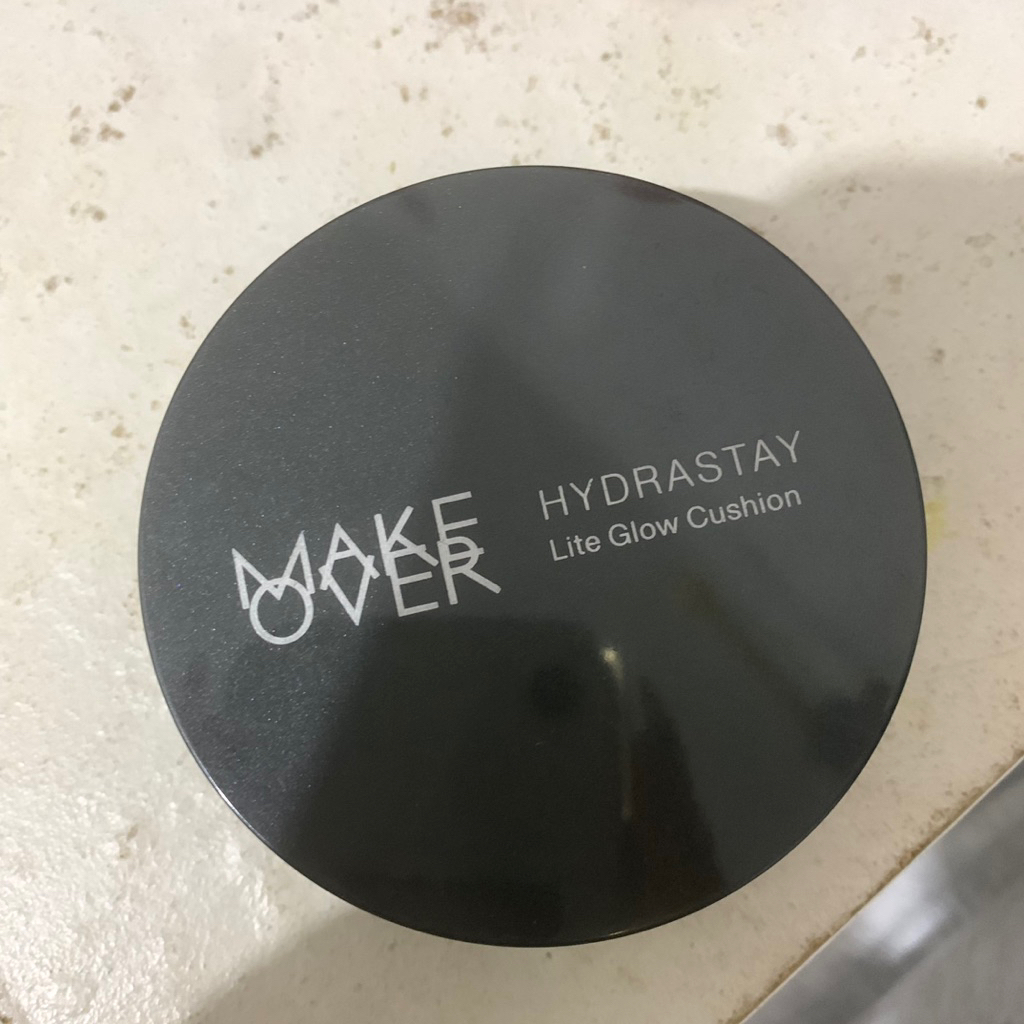 MAKE
OVER
HYDRASTAY
Lite Glow Cushion